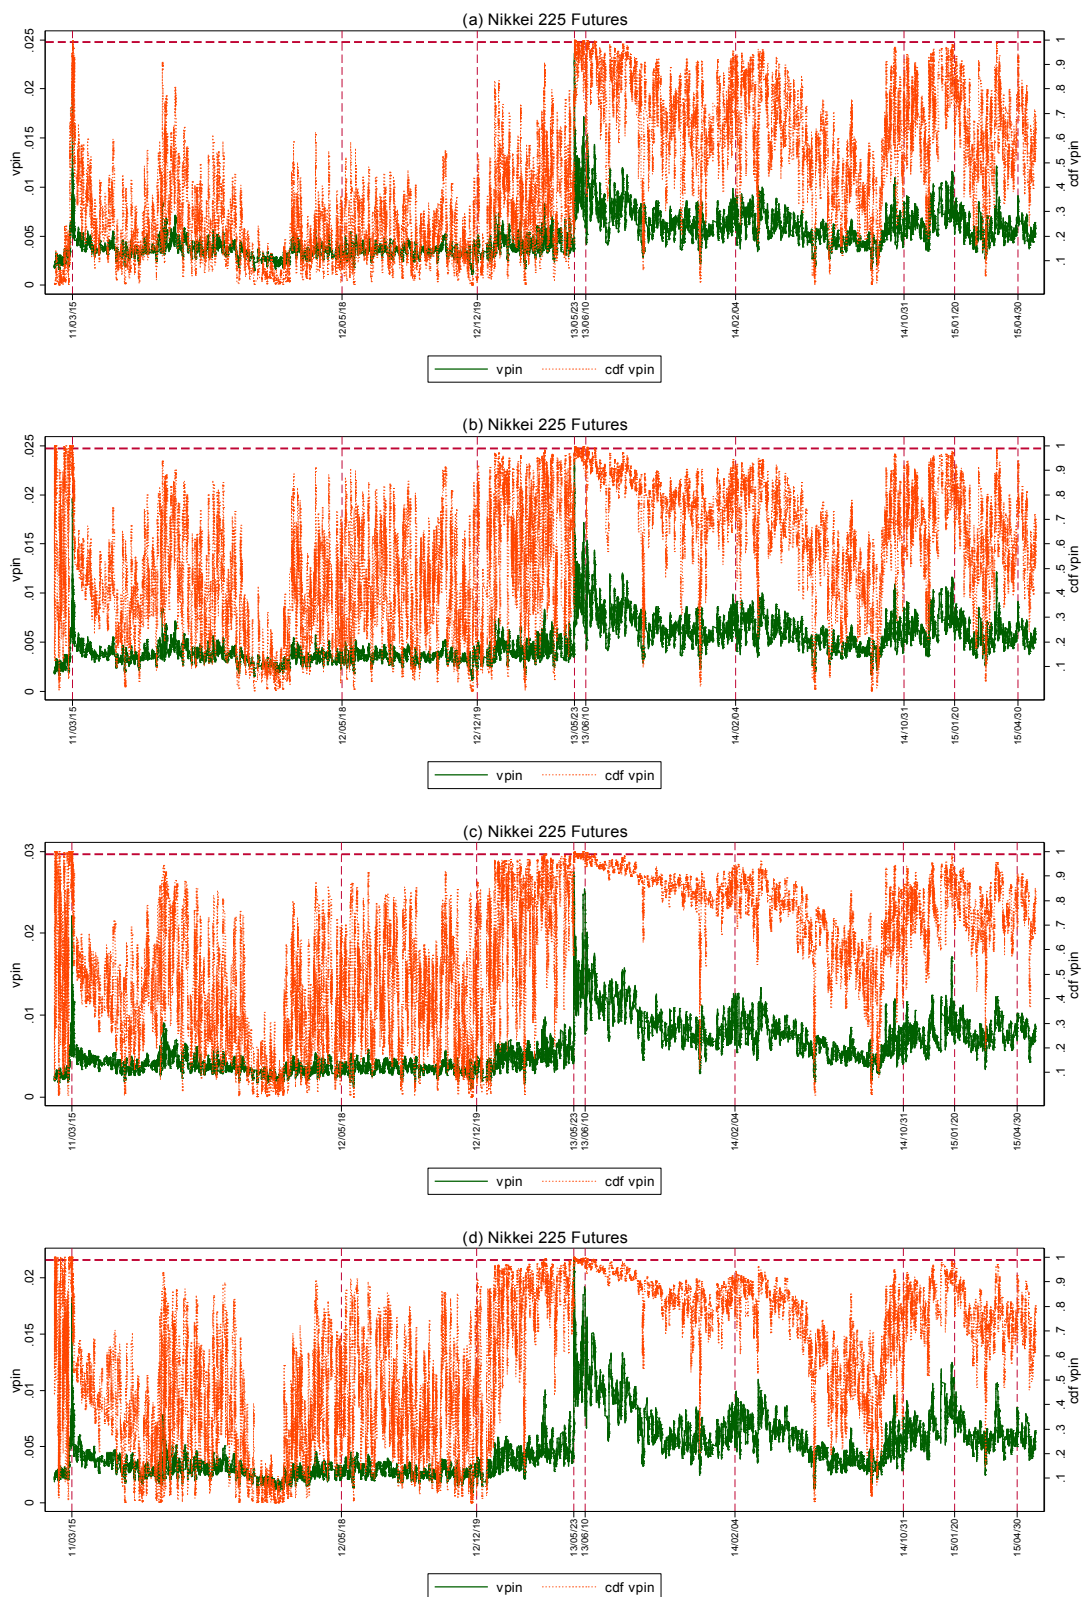 (a) Nikkei 225 Futures
vpin
0 .005 .01 .015 .02 .025
cdf vpin
.1 .2 .3 .4 .5 .6 .7 .8 .9 1
11/03/15 12/05/18 12/12/19 13/05/23 13/06/10 14/02/04 14/10/31 15/01/20 15/04/30
vpin cdf vpin
(b) Nikkei 225 Futures
vpin
0 .005 .01 .015 .02 .025
cdf vpin
.1 .2 .3 .4 .5 .6 .7 .8 .9 1
11/03/15 12/05/18 12/12/19 13/05/23 13/06/10 14/02/04 14/10/31 15/01/20 15/04/30
vpin cdf vpin
(c) Nikkei 225 Futures
vpin
0 .01 .02 .03
cdf vpin
.1 .2 .3 .4 .5 .6 .7 .8 .9 1
11/03/15 12/05/18 12/12/19 13/05/23 13/06/10 14/02/04 14/10/31 15/01/20 15/04/30
vpin cdf vpin
(d) Nikkei 225 Futures
vpin
0 .005 .01 .015 .02
cdf vpin
.1 .2 .3 .4 .5 .6 .7 .8 .9 1
11/03/15 12/05/18 12/12/19 13/05/23 13/06/10 14/02/04 14/10/31 15/01/20 15/04/30
vpin cdf vpin